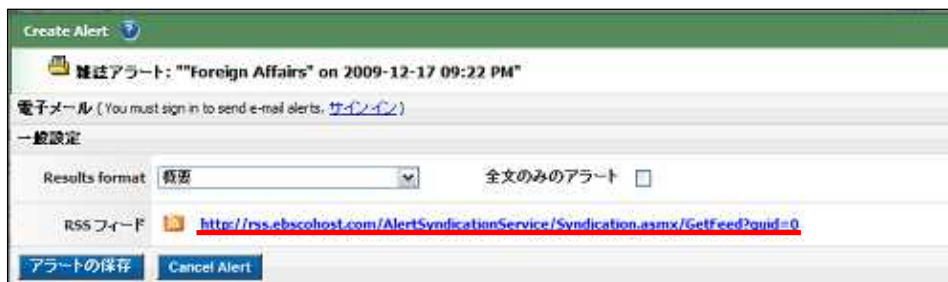 Create Alert ?
雑誌アラート: ""Foreign Affairs" on 2009-12-17 09:22 PM"
電子メール ( You must sign in to send e-mail alerts. サインイン )
一般設定
Results format 概要 全文のみのアラート
RSS フィード http://rss.ebscohost.com/AlertSyndicationService/Syndication.asmx/GetFeed?guid=0
アラートの保存 Cancel Alert